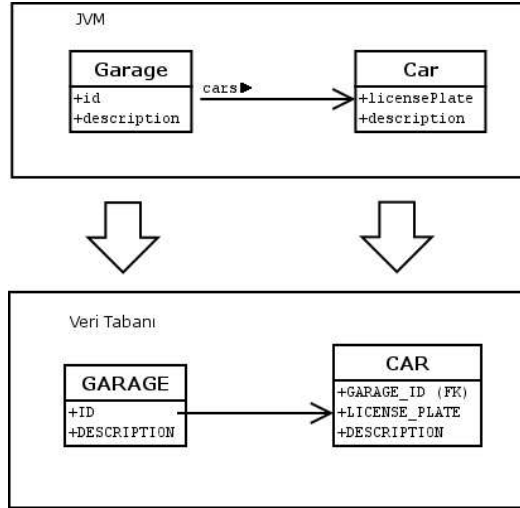 JVM
Garage
+id
+description
cars
Car
+licensePlate
+description
Veri Tabanı
GARAGE
+ID
+DESCRIPTION
CAR
+GARAGE_ID (FK)
+LICENSE_PLATE
+DESCRIPTION